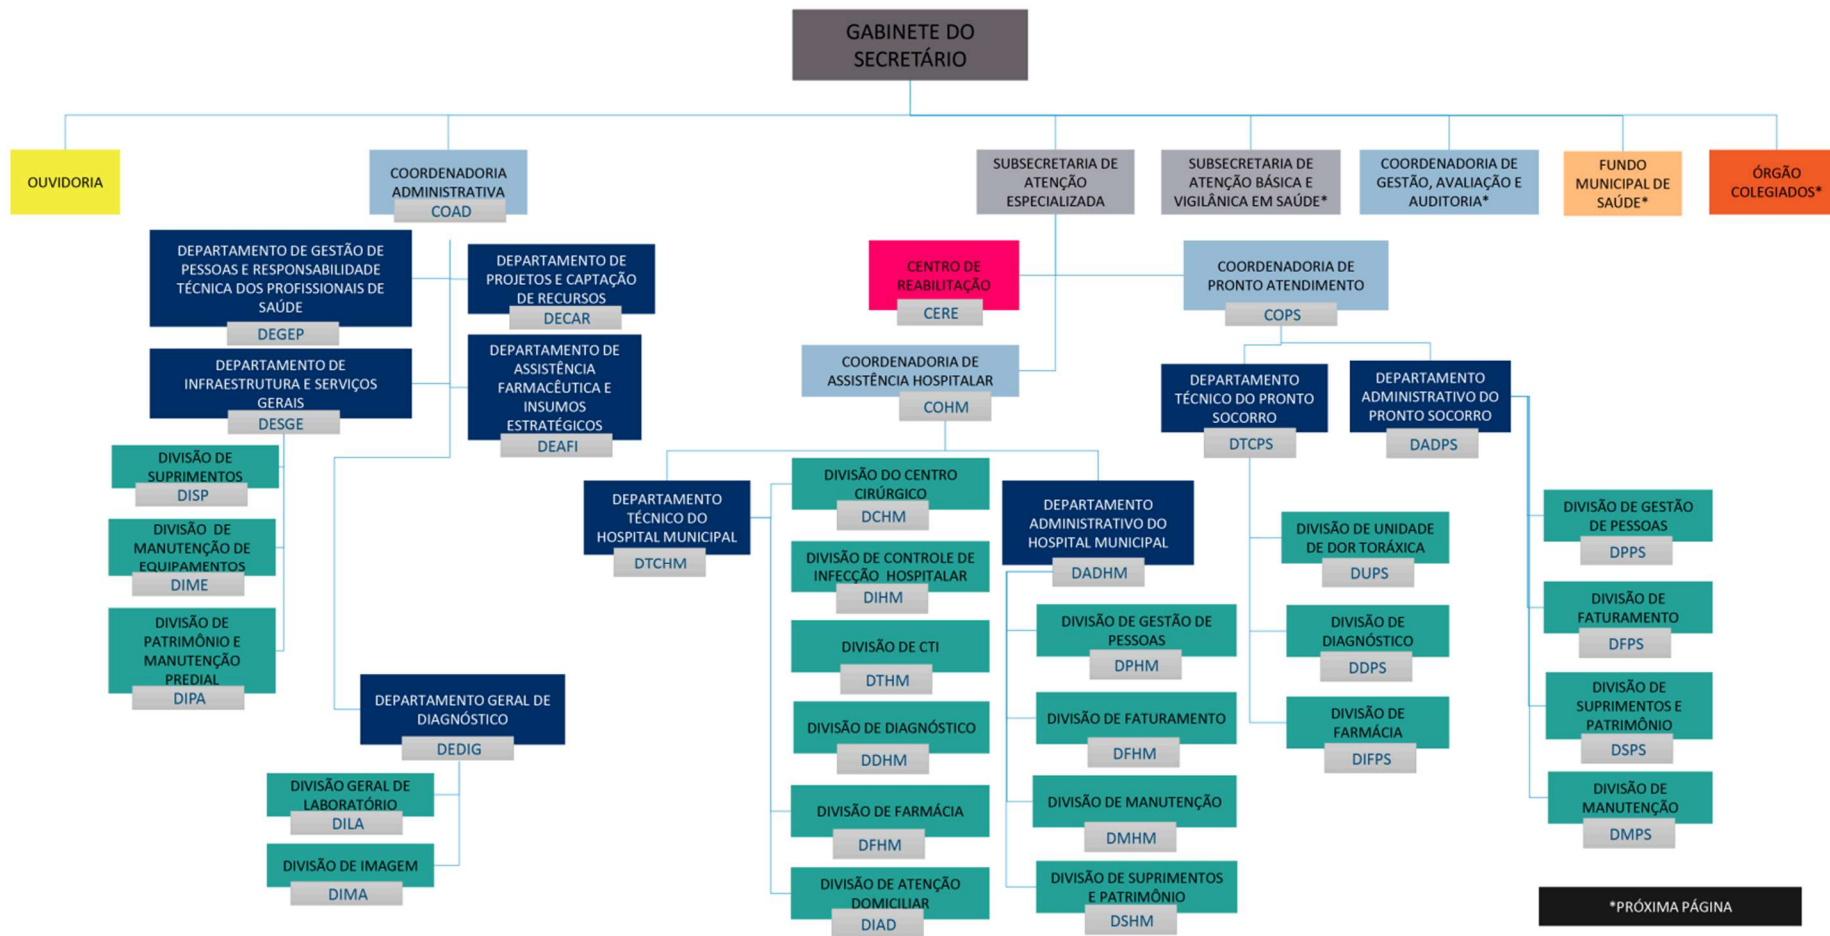 GABINETE DO
SECRETÁRIO
OUVIDORIA
COORDENADORIA
ADMINISTRATIVA
COAD
SUBSECRETARIA DE
ATENÇÃO
ESPECIALIZADA
SUBSECRETARIA DE
ATENÇÃO BÁSICA E
VIGILÂNICA EM SAÚDE*
COORDENADORIA DE
GESTÃO, AVALIAÇÃO E
AUDITORIA*
FUNDO
MUNICIPAL DE
SAÚDE*
ÓRGÃO
COLEGIADOS*
DEPARTAMENTO DE GESTÃO DE
PESSOAS E RESPONSABILIDADE
TÉCNICA DOS PROFISSIONAIS DE
SAÚDE
DEGEP
DEPARTAMENTO DE
PROJETOS E CAPTAÇÃO
DE RECURSOS
DECAR
DEPARTAMENTO DE
INFRAESTRUTURA E SERVIÇOS
GERAIS
DESGE
DEPARTAMENTO DE
ASSISTÊNCIA
FARMACÊUTICA E
INSUMOS
ESTRATÉGICOS
DEAFI
DIVISÃO DE
SUPRIMENTOS
DISP
DIVISÃO  DE
MANUTENÇÃO DE
EQUIPAMENTOS
DIME
DIVISÃO DE
PATRIMÔNIO E
MANUTENÇÃO
PREDIAL
DIPA
DEPARTAMENTO GERAL DE
DIAGNÓSTICO
DEDIG
DIVISÃO GERAL DE
LABORATÓRIO
DILA
DIVISÃO DE IMAGEM
DIMA
CENTRO DE
REABILITAÇÃO
CERE
COORDENADORIA DE
PRONTO ATENDIMENTO
COPS
COORDENADORIA DE
ASSISTÊNCIA HOSPITALAR
COHM
DEPARTAMENTO
TÉCNICO DO
HOSPITAL MUNICIPAL
DTCHM
DIVISÃO DO CENTRO
CIRÚRGICO
DCHM
DIVISÃO DE CONTROLE DE
INFECÇÃO  HOSPITALAR
DIHM
DIVISÃO DE CTI
DTHM
DIVISÃO DE DIAGNÓSTICO
DDHM
DIVISÃO DE FARMÁCIA
DFHM
DIVISÃO DE ATENÇÃO
DOMICILIAR
DIAD
DEPARTAMENTO
ADMINISTRATIVO DO
HOSPITAL MUNICIPAL
DADHM
DIVISÃO DE GESTÃO DE
PESSOAS
DPHM
DIVISÃO DE FATURAMENTO
DFHM
DIVISÃO DE MANUTENÇÃO
DMHM
DIVISÃO DE SUPRIMENTOS
E PATRIMÔNIO
DSHM
DEPARTAMENTO
TÉCNICO DO PRONTO
SOCORRO
DTCPS
DIVISÃO DE UNIDADE
DE DOR TORÁXICA
DUPS
DIVISÃO DE
DIAGNÓSTICO
DDPS
DIVISÃO DE
FARMÁCIA
DIFPS
DEPARTAMENTO
ADMINISTRATIVO DO
PRONTO SOCORRO
DADPS
DIVISÃO DE GESTÃO
DE PESSOAS
DPPS
DIVISÃO DE
FATURAMENTO
DFPS
DIVISÃO DE
SUPRIMENTOS E
PATRIMÔNIO
DSPS
DIVISÃO DE
MANUTENÇÃO
DMPS
*PRÓXIMA PÁGINA